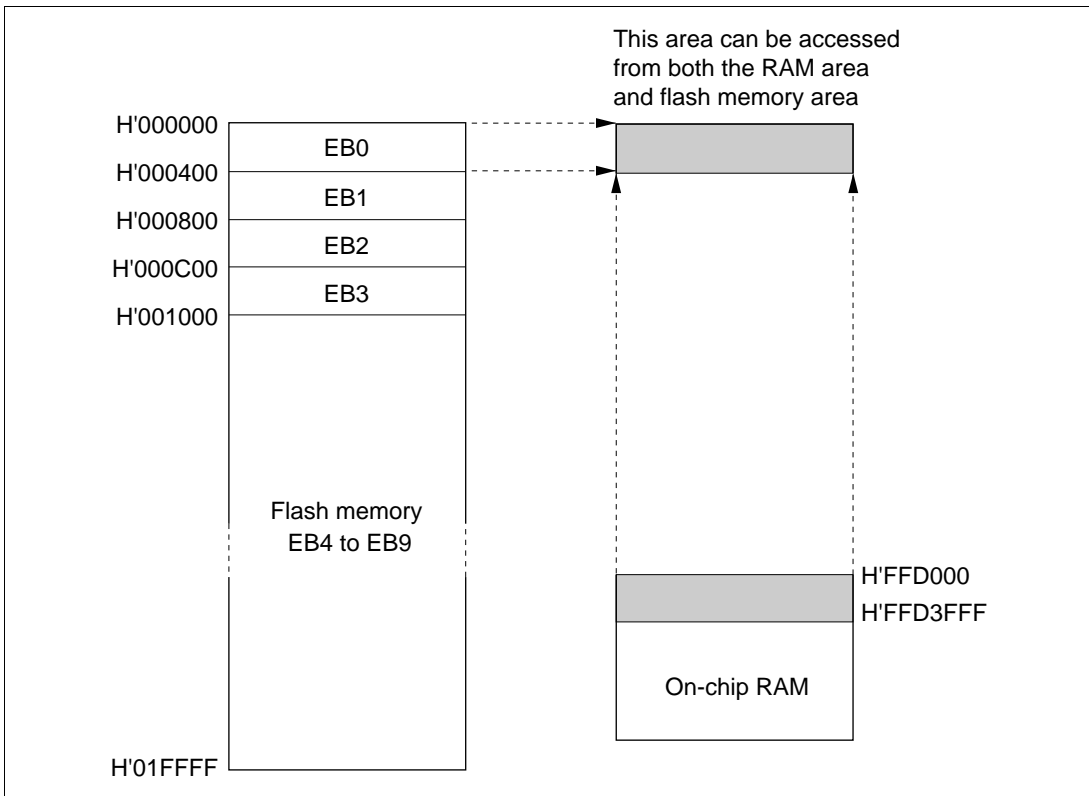 This area can be accessed
from both the RAM area
and flash memory area
H'000000
EB0
H'000400
EB1
H'000800
EB2
H'000C00
EB3
H'001000
Flash memory
EB4 to EB9
H'FFD000
H'FFD3FFF
On-chip RAM
H'01FFFF